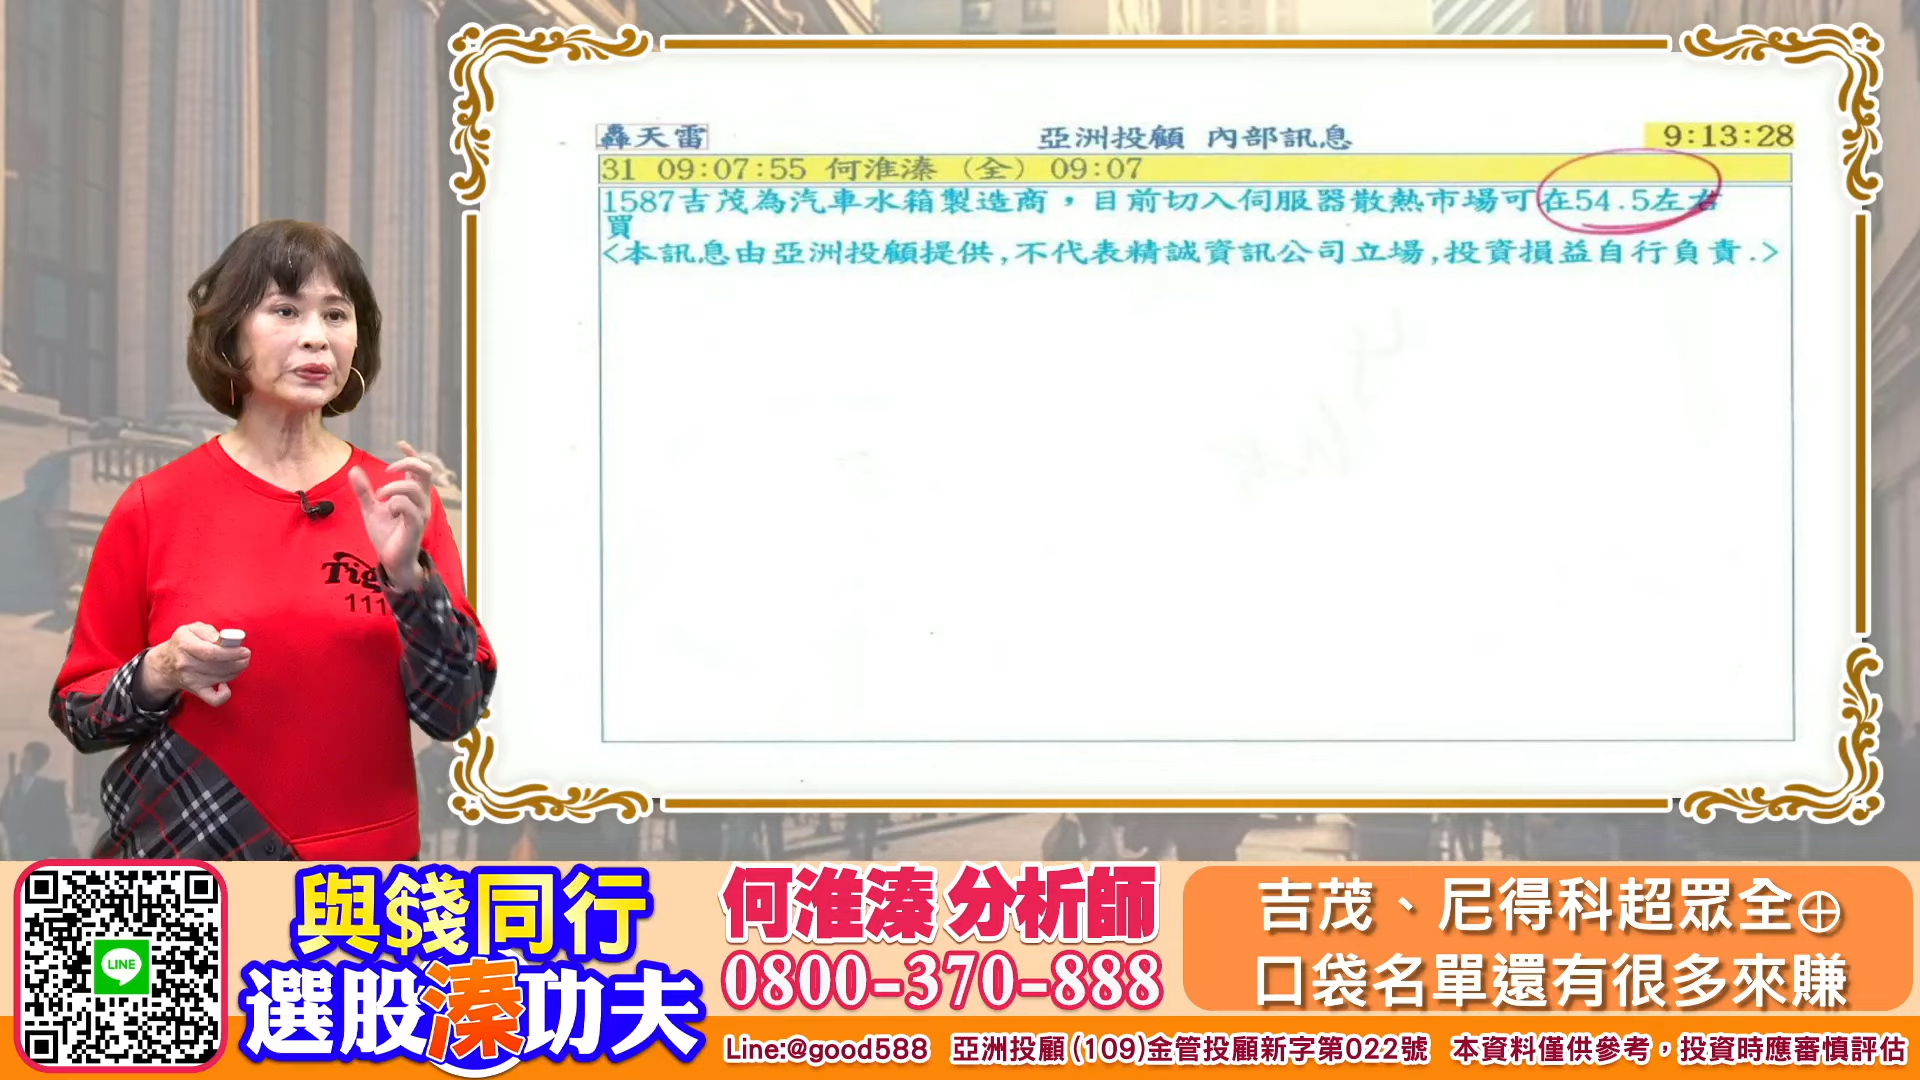 轟天雷 亞洲投顧 內部訊息 9:13:28
31 09:07:55 何淮溱 (全) 09:07
1587吉茂為汽車水箱製造商，目前切入伺服器散熱市場可在54.5左右
買
<本訊息由亞洲投顧提供,不代表精誠資訊公司立場,投資損益自行負責.>
Tig
111
LINE
與錢同行
選股溱功夫
何淮溱 分析師
0800-370-888
吉茂、尼得科超眾全⊕
口袋名單還有很多來賺
Line:@good588 亞洲投顧 (109)金管投顧新字第022號 本資料僅供參考，投資時應審慎評估